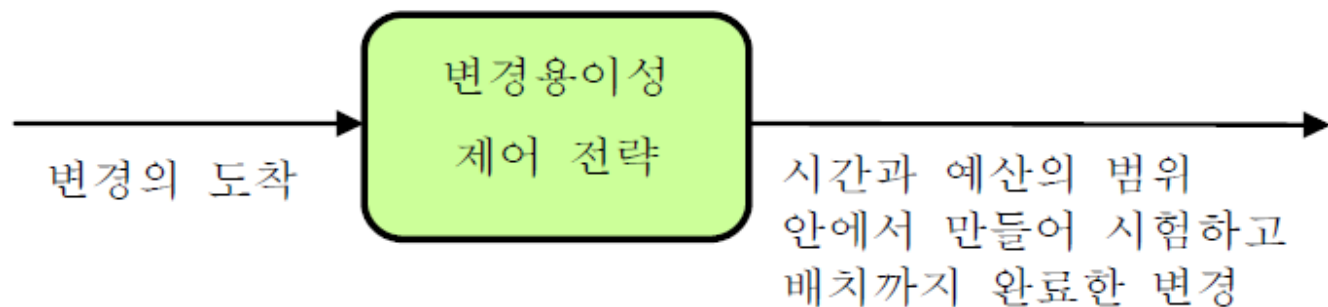 변경의 도착
변경용이성
제어 전략
시간과 예산의 범위
안에서 만들어 시험하고
배치까지 완료한 변경